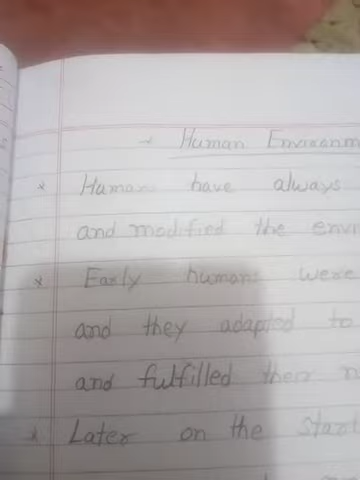 → Human Environm
* Humans have always
and modified the envi
* Early humans were
and they adapted to
and fulfilled their n
* Later on the start